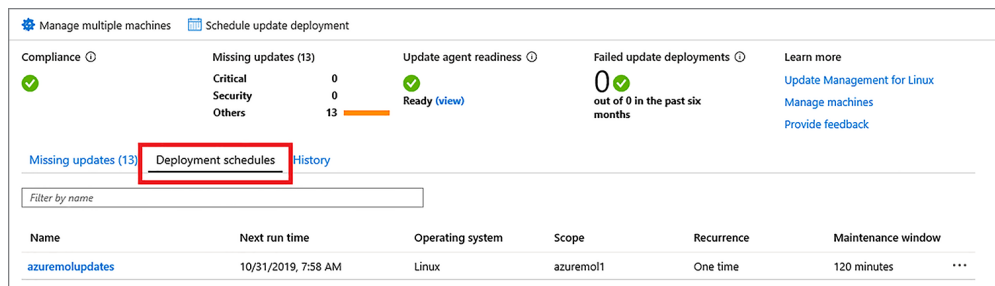 Manage multiple machines Schedule update deployment
Compliance Missing updates (13) Update agent readiness Failed update deployments Learn more
Critical 0 0 Update Management for Linux
Security 0 Ready (view) out of 0 in the past six Manage machines
Others 13 months Provide feedback
Missing updates (13) Deployment schedules History
Filter by name
Name Next run time Operating system Scope Recurrence Maintenance window
azuremolupdates 10/31/2019, 7:58 AM Linux azuremol1 One time 120 minutes ...